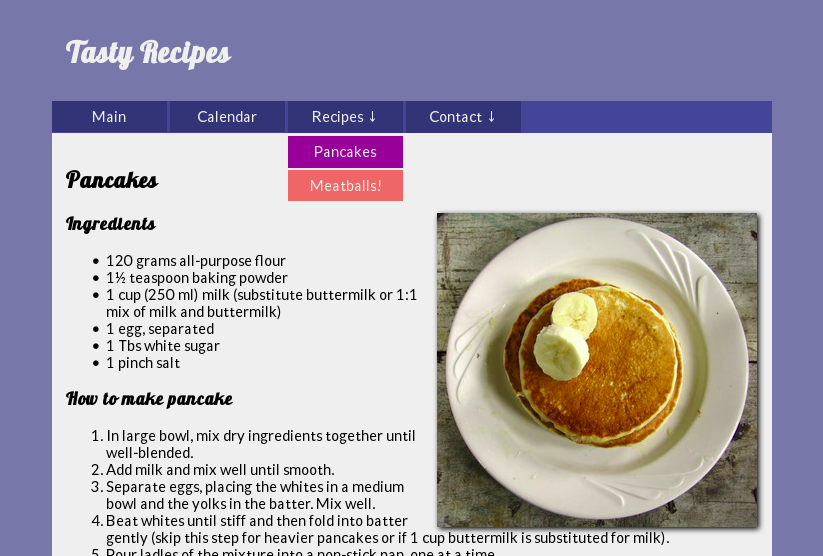 Tasty Recipes
Main Calendar Recipes ↓ Contact ↓
Pancakes
Meatballs!
Pancakes
Ingredients
• 120 grams all-purpose flour
• 1½ teaspoon baking powder
• 1 cup (250 ml) milk (substitute buttermilk or 1:1
mix of milk and buttermilk)
• 1 egg, separated
• 1 Tbs white sugar
• 1 pinch salt
How to make pancake
1. In large bowl, mix dry ingredients together until
well-blended.
2. Add milk and mix well until smooth.
3. Separate eggs, placing the whites in a medium
bowl and the yolks in the batter. Mix well.
4. Beat whites until stiff and then fold into batter
gently (skip this step for heavier pancakes or if 1 cup buttermilk is substituted for milk).
5. Pour ladles of the mixture into a non-stick pan, one at a time.